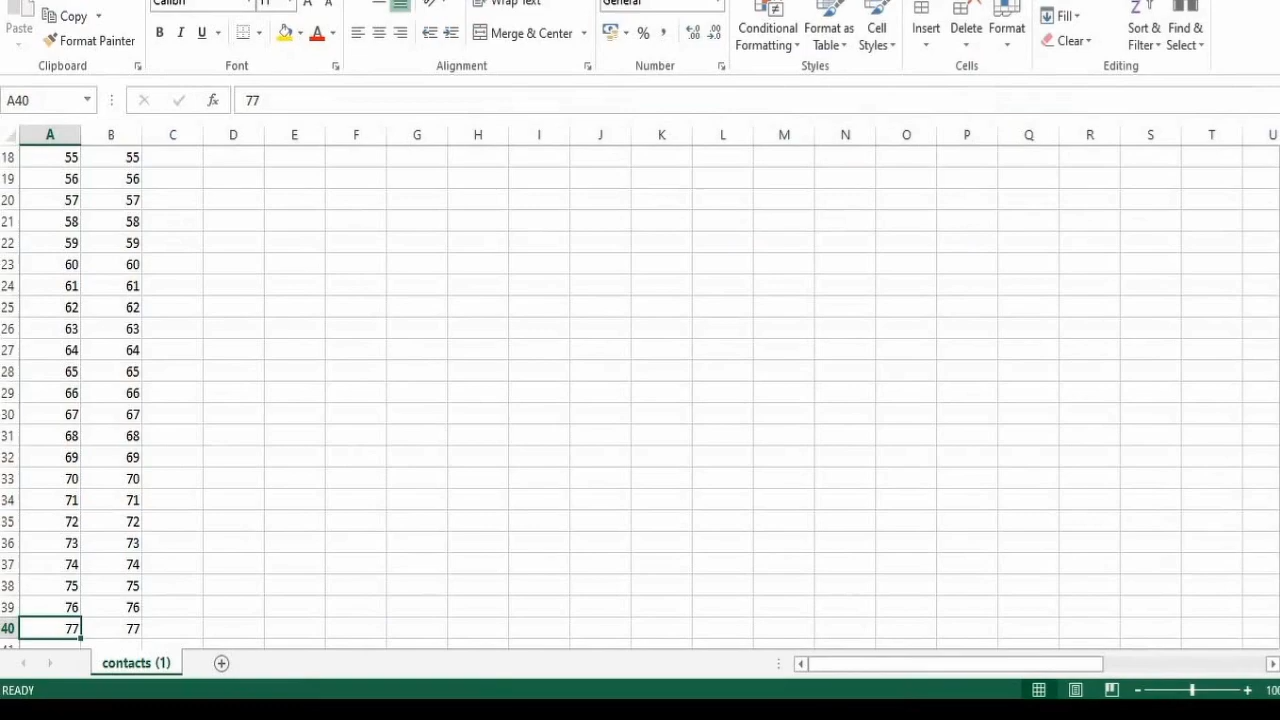 Calibri 11 A A Wrap Text General
Paste Copy
Format Painter
B I U A Merge & Center % , Conditional Formatting Format as Table Cell Styles Insert Delete Format Fill Clear Sort & Filter Find & Select
Clipboard Font Alignment Number Styles Cells Editing
A40 fx 77
A B C D E F G H I J K L M N O P Q R S T U
18 55 55
19 56 56
20 57 57
21 58 58
22 59 59
23 60 60
24 61 61
25 62 62
26 63 63
27 64 64
28 65 65
29 66 66
30 67 67
31 68 68
32 69 69
33 70 70
34 71 71
35 72 72
36 73 73
37 74 74
38 75 75
39 76 76
40 77 77
contacts (1)
READY 100